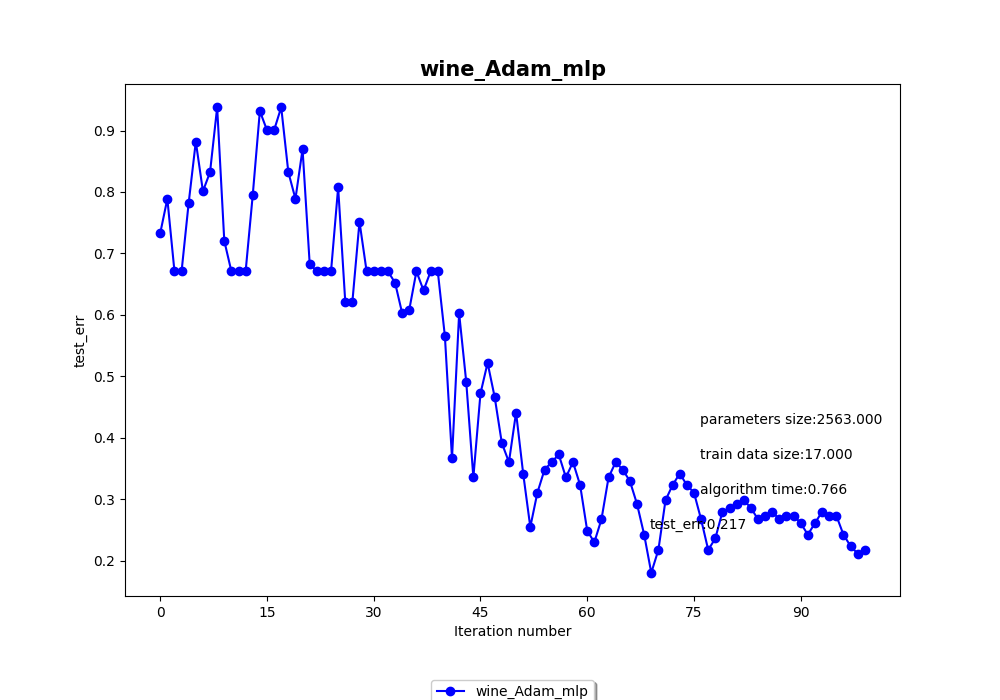 wine_Adam_mlp
0.9
0.8
0.7
0.6
0.5
0.4
0.3
0.2
test_err
parameters size:2563.000
train data size:17.000
algorithm time:0.766
test_err:0.217
0 15 30 45 60 75 90
Iteration number
wine_Adam_mlp